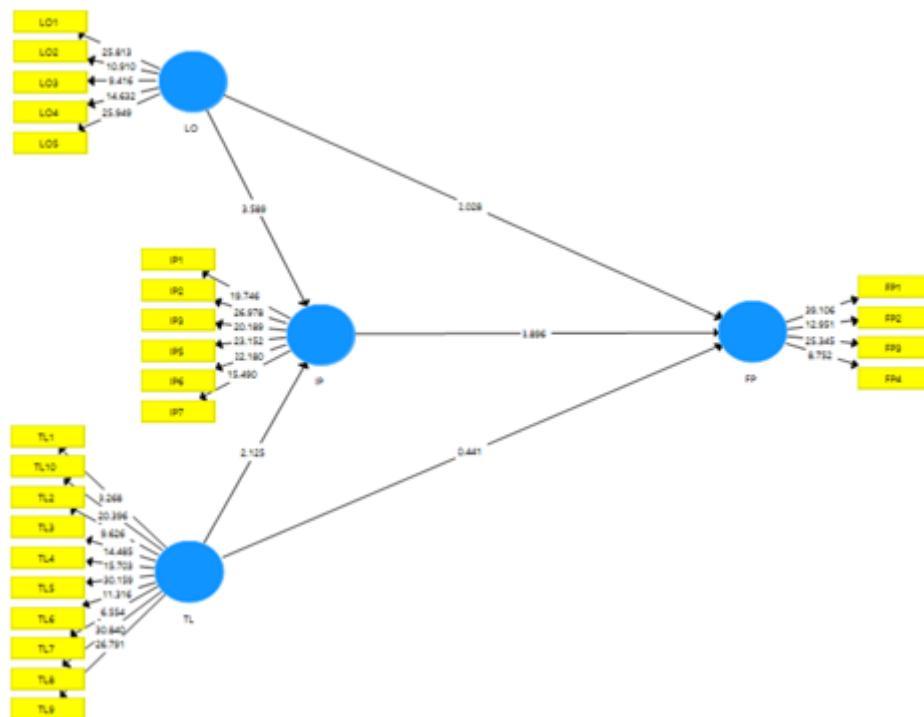 LO1
LO2
LO3
LO4
LO5
25.813
10.910
9.416
14.632
25.949
LO
3.589
2.028
IP1
IP2
IP3
IP5
IP6
IP7
19.746
26.978
20.189
23.152
22.180
15.490
IP
3.896
FP
39.106
12.951
25.345
8.752
FP1
FP2
FP3
FP4
2.125
0.441
TL1
TL10
TL2
TL3
TL4
TL5
TL6
TL7
TL8
TL9
3.268
20.396
9.626
14.485
15.703
30.159
11.316
6.554
30.840
26.791
TL